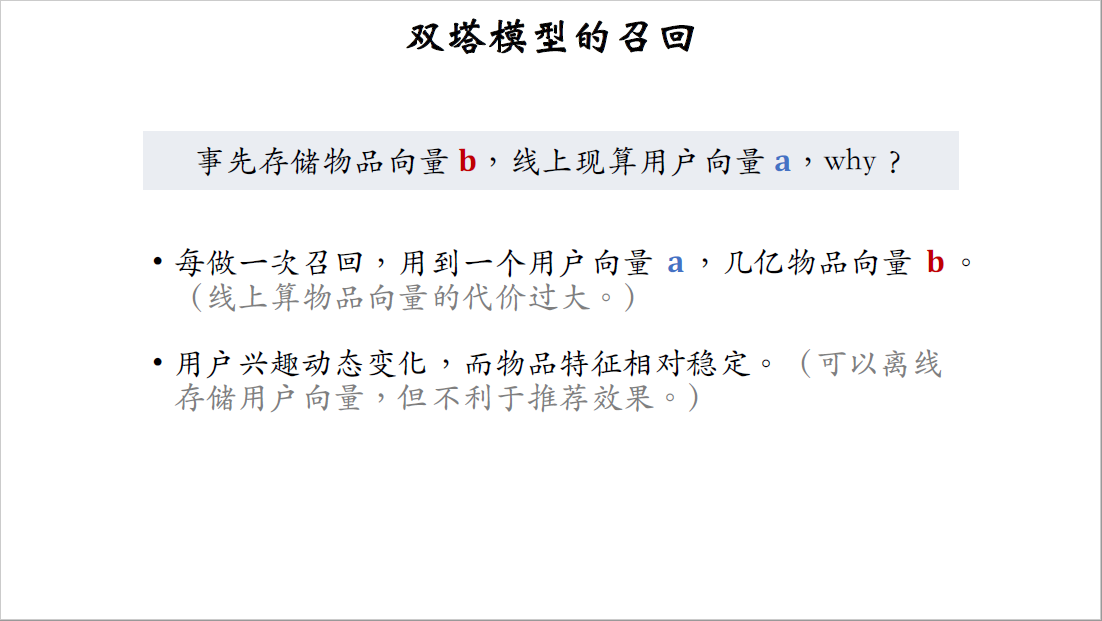 双塔模型的召回
事先存储物品向量 b，线上现算用户向量 a，why？
• 每做一次召回，用到一个用户向量 a ，几亿物品向量 b 。
（线上算物品向量的代价过大。）
• 用户兴趣动态变化，而物品特征相对稳定。（可以离线
存储用户向量，但不利于推荐效果。）